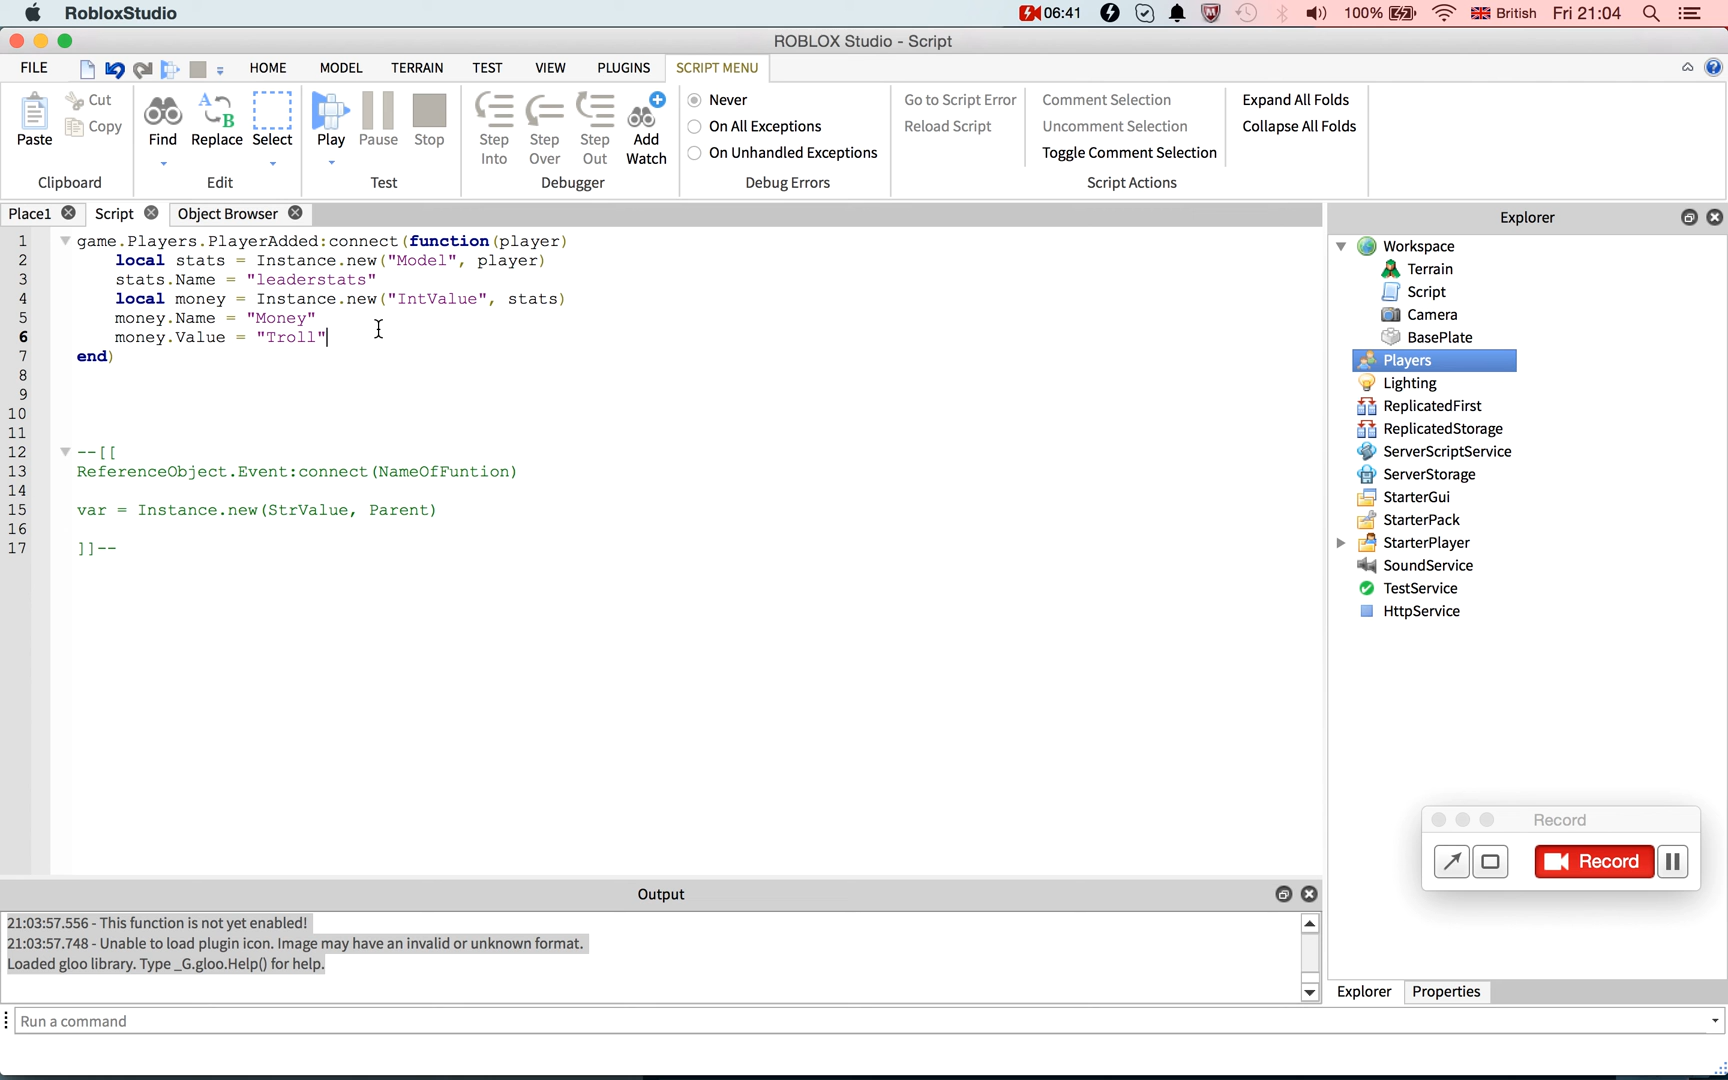 RobloxStudio
06:41
100%
British
Fri 21:04
ROBLOX Studio - Script
FILE
HOME
MODEL
TERRAIN
TEST
VIEW
PLUGINS
SCRIPT MENU
Paste
Cut
Copy
Clipboard
Find
Replace
Select
Edit
Play
Pause
Stop
Test
Step Into
Step Over
Step Out
Add Watch
Debugger
Never
On All Exceptions
On Unhandled Exceptions
Debug Errors
Go to Script Error
Reload Script
Comment Selection
Uncomment Selection
Toggle Comment Selection
Script Actions
Expand All Folds
Collapse All Folds
Place1
Script
Object Browser
1 game.Players.PlayerAdded:connect(function(player)
2 local stats = Instance.new("Model", player)
3 stats.Name = "leaderstats"
4 local money = Instance.new("IntValue", stats)
5 money.Name = "Money"
6 money.Value = "Troll"
7 end)
8
9
10
11
12 --[[
13 ReferenceObject.Event:connect(NameOfFuntion)
14
15 var = Instance.new(StrValue, Parent)
16
17 ]]--
Explorer
Workspace
Terrain
Script
Camera
BasePlate
Players
Lighting
ReplicatedFirst
ReplicatedStorage
ServerScriptService
ServerStorage
StarterGui
StarterPack
StarterPlayer
SoundService
TestService
HttpService
Record
Record
Output
21:03:57.556 - This function is not yet enabled!
21:03:57.748 - Unable to load plugin icon. Image may have an invalid or unknown format.
Loaded gloo library. Type _G.gloo.Help() for help.
Explorer
Properties
Run a command